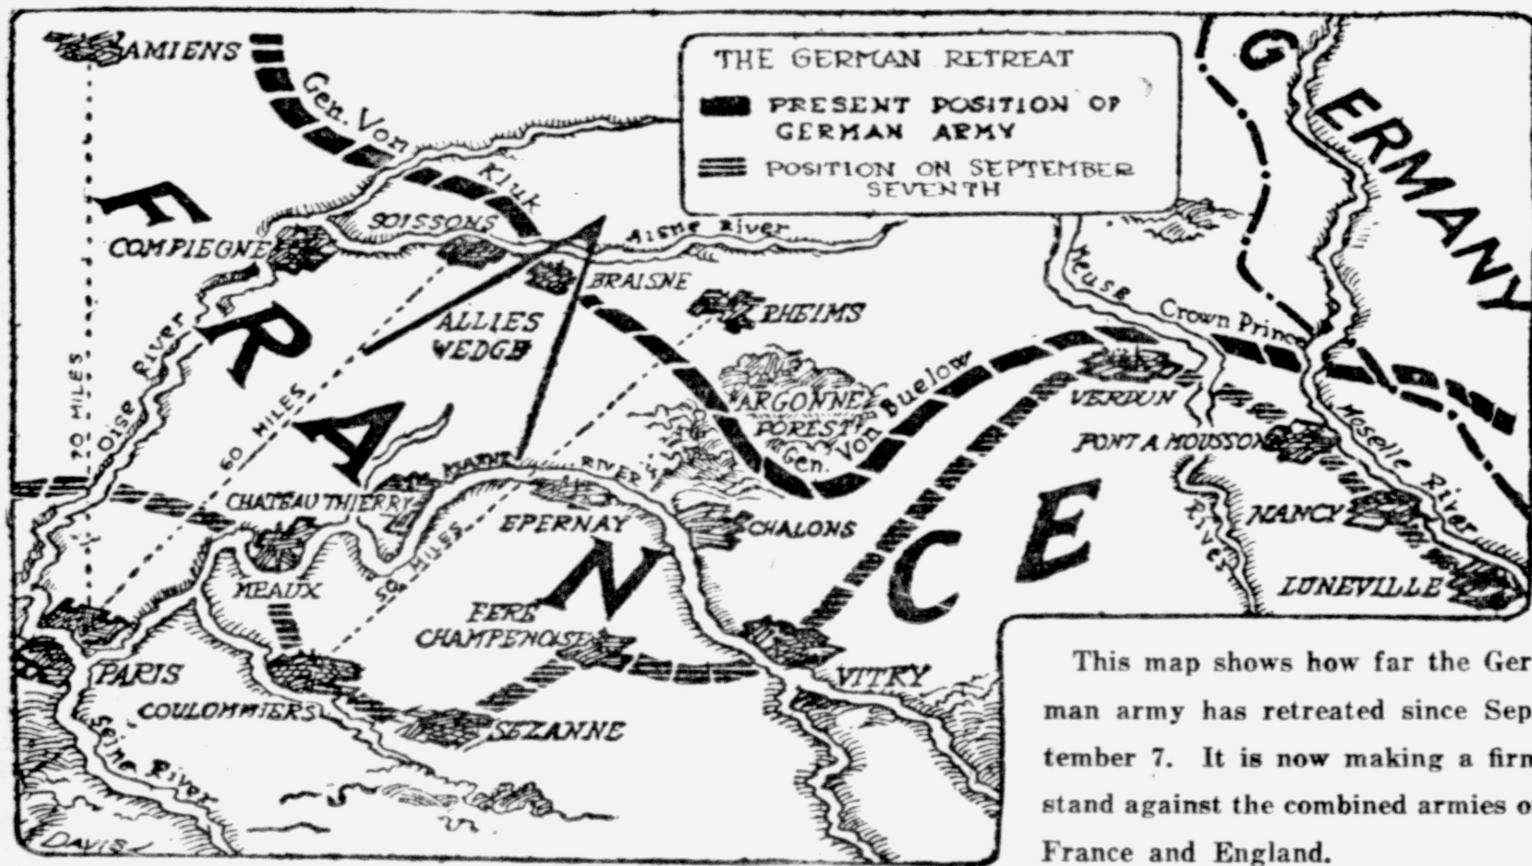 THE GERMAN RETREAT
PRESENT POSITION OF
GERMAN ARMY
POSITION ON SEPTEMBER
SEVENTH
AMIENS
Gen. Von Kluk
GERMANY
FRANCE
SOISSONS
COMPIEGNE
Aisne River
BRAISNE
RHEIMS
ALLIES
WEDGE
Meuse
Crown Prince
Oise River
70 MILES
60 MILES
ARGONNE
FOREST
Gen. Von Buelow
VERDUN
PONT A MOUSSON
Moselle River
MARNE RIVER
CHATEAU THIERRY
EPERNAY
CHALONS
50 MILES
NANCY
River
MEAUX
LUNEVILLE
FERE
CHAMPENOISE
PARIS
VITRY
COULOMMIERS
SEZANNE
Seine River
DAVIS
This map shows how far the Ger
man army has retreated since Sep
tember 7. It is now making a firm
stand against the combined armies o
France and England.